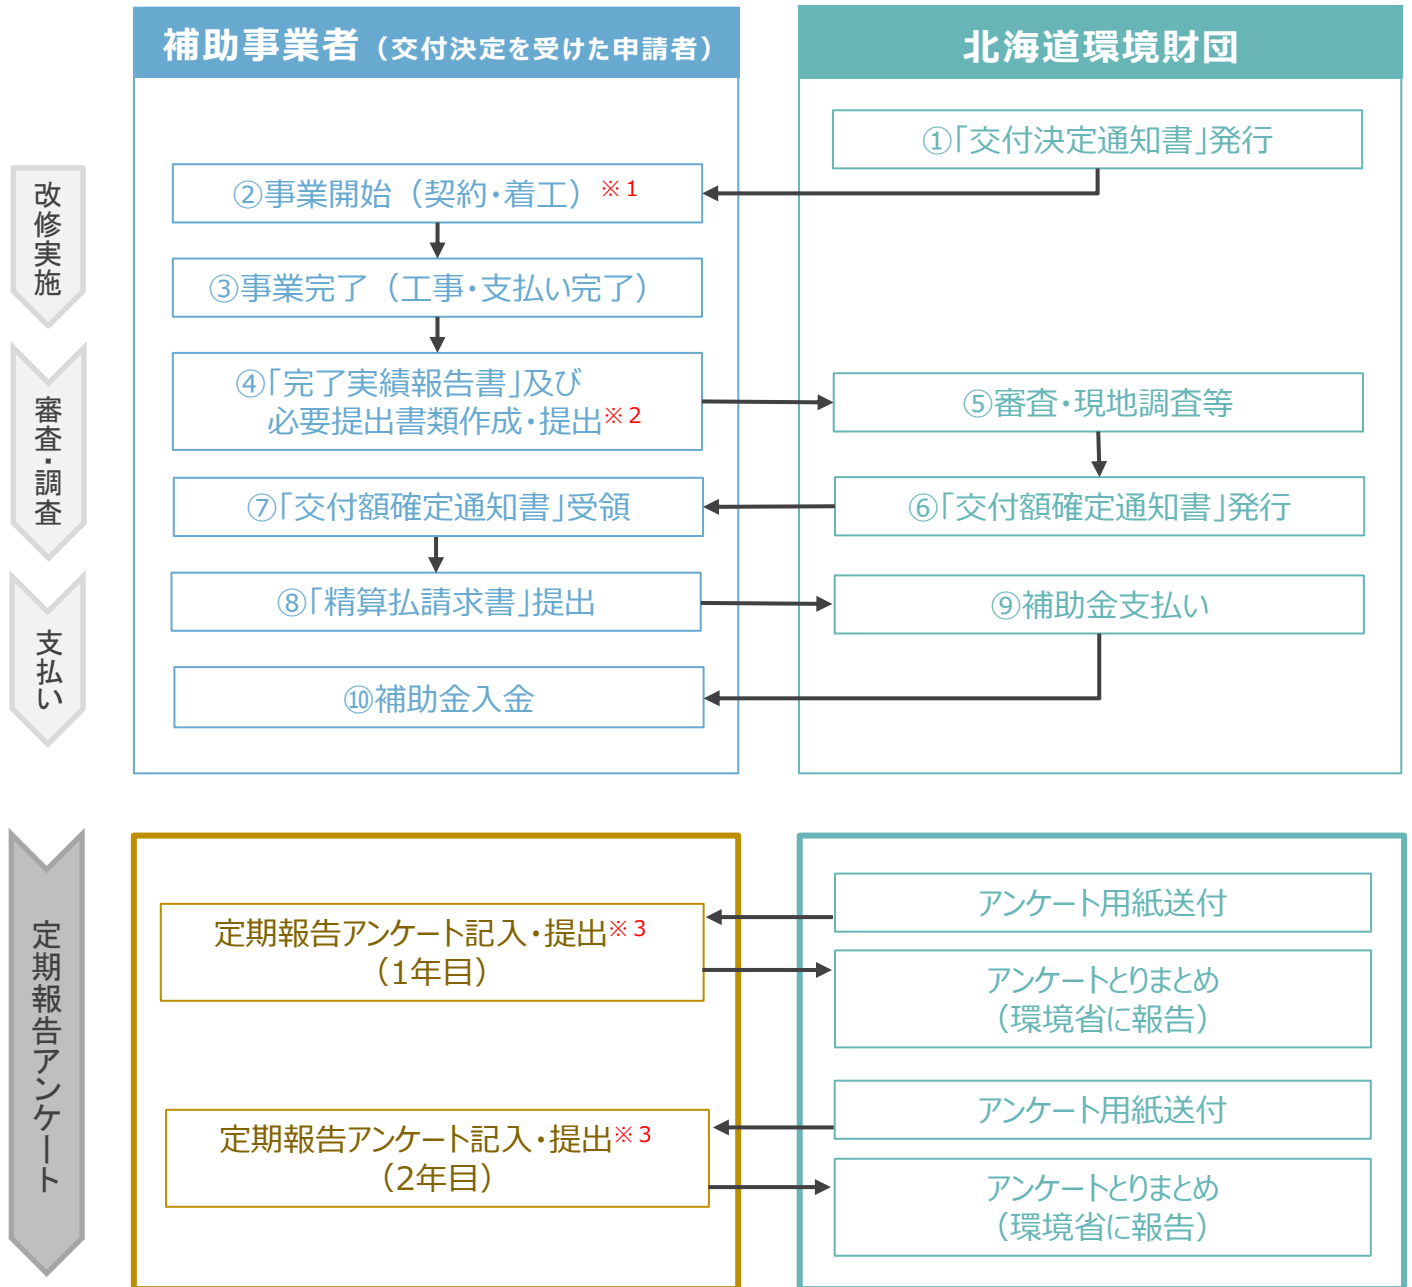 補助事業者（交付決定を受けた申請者）
北海道環境財団
改修実施
①｢交付決定通知書｣発行
②事業開始（契約・着工）※1
③事業完了（工事・支払い完了）
審査・調査
④｢完了実績報告書｣及び
必要提出書類作成・提出※2
⑤審査・現地調査等
⑦｢交付額確定通知書｣受領
⑥｢交付額確定通知書｣発行
支払い
⑧｢精算払請求書｣提出
⑨補助金支払い
⑩補助金入金
定期報告アンケート
アンケート用紙送付
定期報告アンケート記入・提出※3
（1年目）
アンケートとりまとめ
（環境省に報告）
アンケート用紙送付
定期報告アンケート記入・提出※3
（2年目）
アンケートとりまとめ
（環境省に報告）